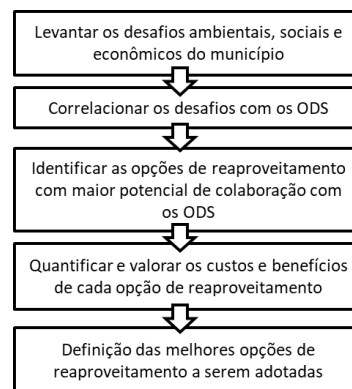 Levantar os desafios ambientais, sociais e
econômicos do município
Correlacionar os desafios com os ODS
Identificar as opções de reaproveitamento
com maior potencial de colaboração com
os ODS
Quantificar e valorar os custos e benefícios
de cada opção de reaproveitamento
Definição das melhores opções de
reaproveitamento a serem adotadas